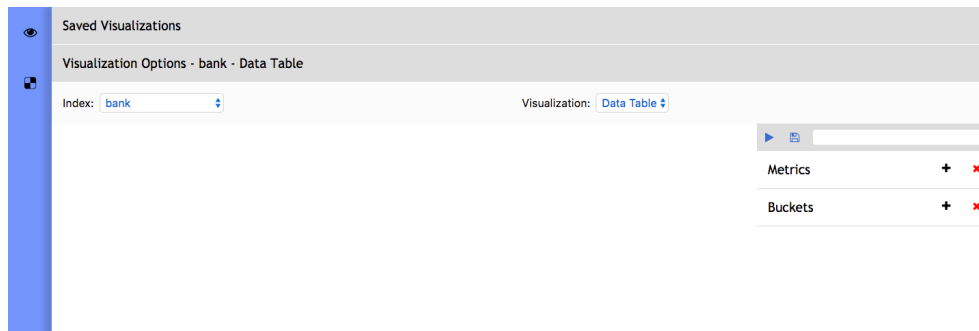 Saved Visualizations
Visualization Options - bank - Data Table
Index: bank Visualization: Data Table
Metrics
Buckets